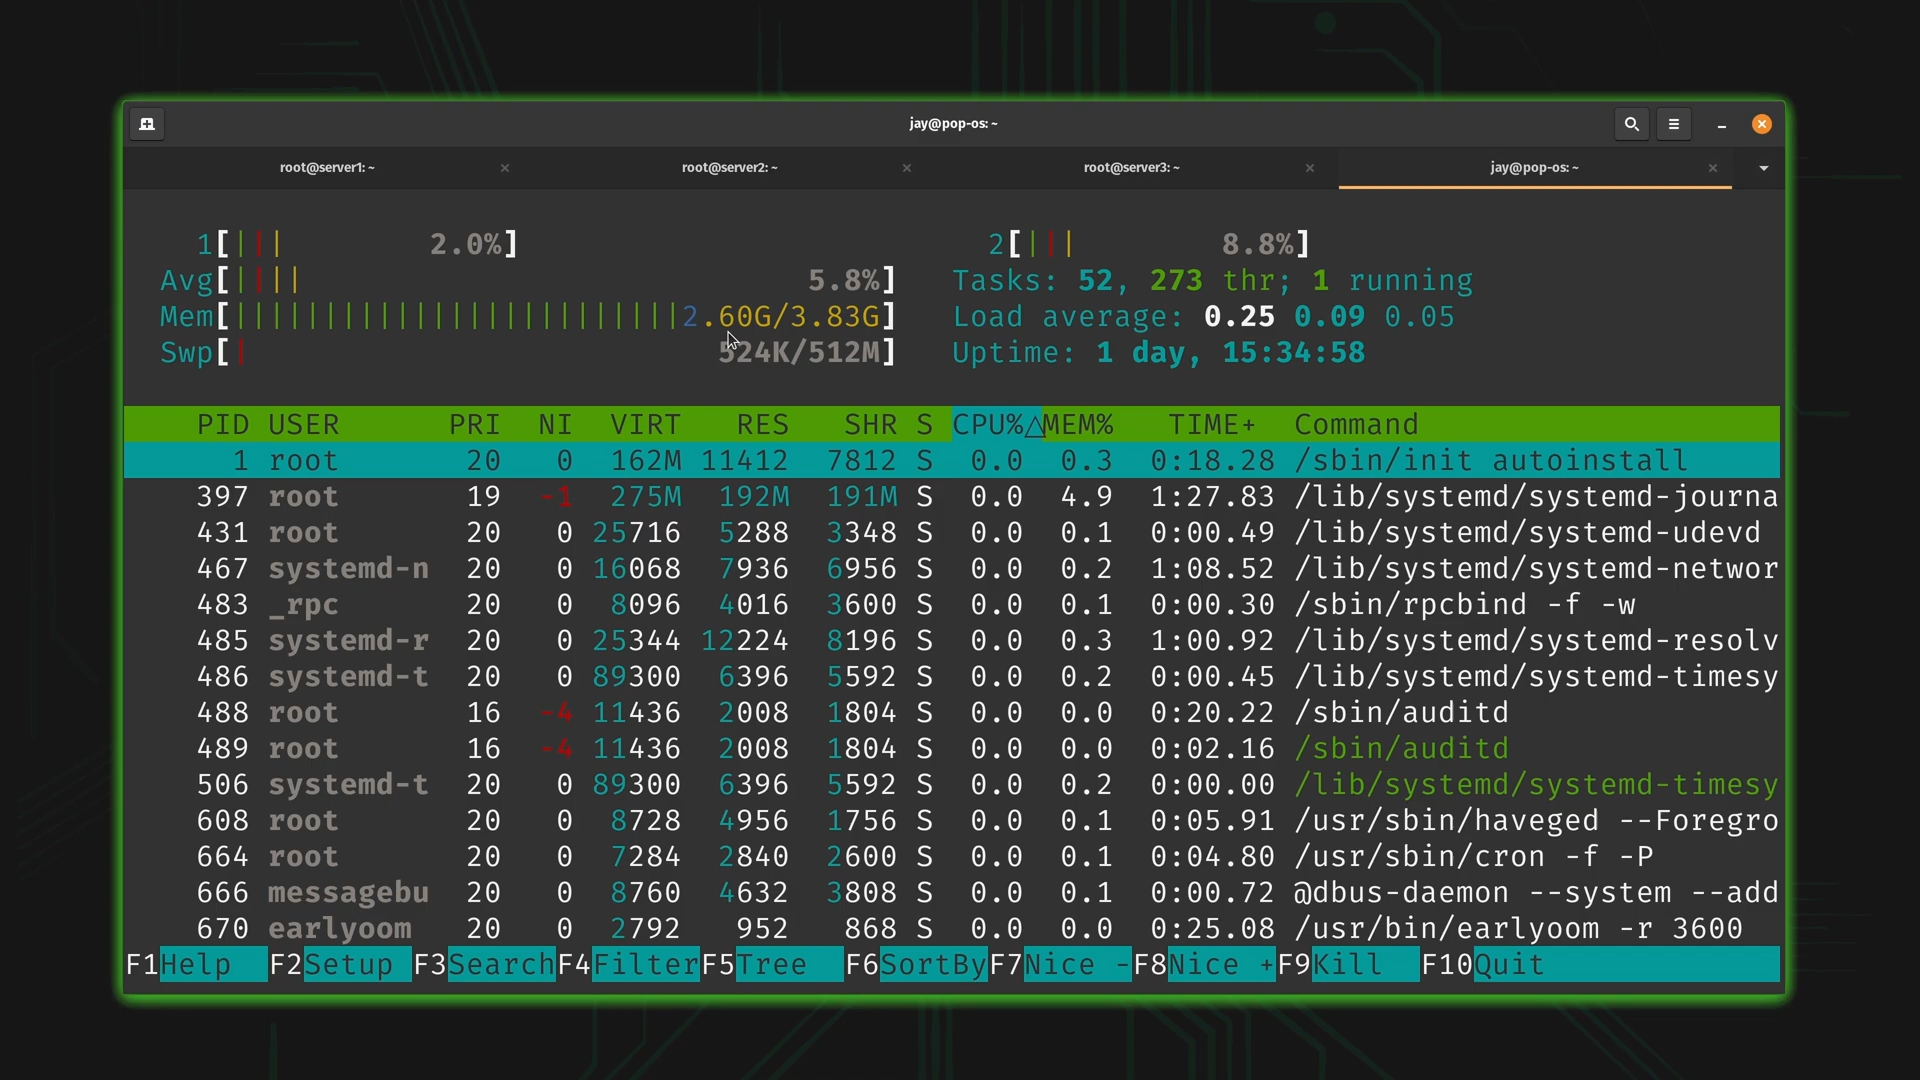 jay@pop-os: ~
root@server1: ~ root@server2: ~ root@server3: ~ jay@pop-os: ~
1[|||| 2.0%] 2[||| 8.8%]
Avg[|||| 5.8%] Tasks: 52, 273 thr; 1 running
Mem[|||||||||||||||||||||||||2.60G/3.83G] Load average: 0.25 0.09 0.05
Swp[| 524K/512M] Uptime: 1 day, 15:34:58
PID USER PRI NI VIRT RES SHR S CPU%△MEM% TIME+ Command
1 root 20 0 162M 11412 7812 S 0.0 0.3 0:18.28 /sbin/init autoinstall
397 root 19 -1 275M 192M 191M S 0.0 4.9 1:27.83 /lib/systemd/systemd-journa
431 root 20 0 25716 5288 3348 S 0.0 0.1 0:00.49 /lib/systemd/systemd-udevd
467 systemd-n 20 0 16068 7936 6956 S 0.0 0.2 1:08.52 /lib/systemd/systemd-networ
483 _rpc 20 0 8096 4016 3600 S 0.0 0.1 0:00.30 /sbin/rpcbind -f -w
485 systemd-r 20 0 25344 12224 8196 S 0.0 0.3 1:00.92 /lib/systemd/systemd-resolv
486 systemd-t 20 0 89300 6396 5592 S 0.0 0.2 0:00.45 /lib/systemd/systemd-timesy
488 root 16 -4 11436 2008 1804 S 0.0 0.0 0:20.22 /sbin/auditd
489 root 16 -4 11436 2008 1804 S 0.0 0.0 0:02.16 /sbin/auditd
506 systemd-t 20 0 89300 6396 5592 S 0.0 0.2 0:00.00 /lib/systemd/systemd-timesy
608 root 20 0 8728 4956 1756 S 0.0 0.1 0:05.91 /usr/sbin/haveged --Foregro
664 root 20 0 7284 2840 2600 S 0.0 0.1 0:04.80 /usr/sbin/cron -f -P
666 messagebu 20 0 8760 4632 3808 S 0.0 0.1 0:00.72 @dbus-daemon --system --add
670 earlyoom 20 0 2792 952 868 S 0.0 0.0 0:25.08 /usr/bin/earlyoom -r 3600
F1Help F2Setup F3SearchF4FilterF5Tree F6SortByF7Nice -F8Nice +F9Kill F10Quit